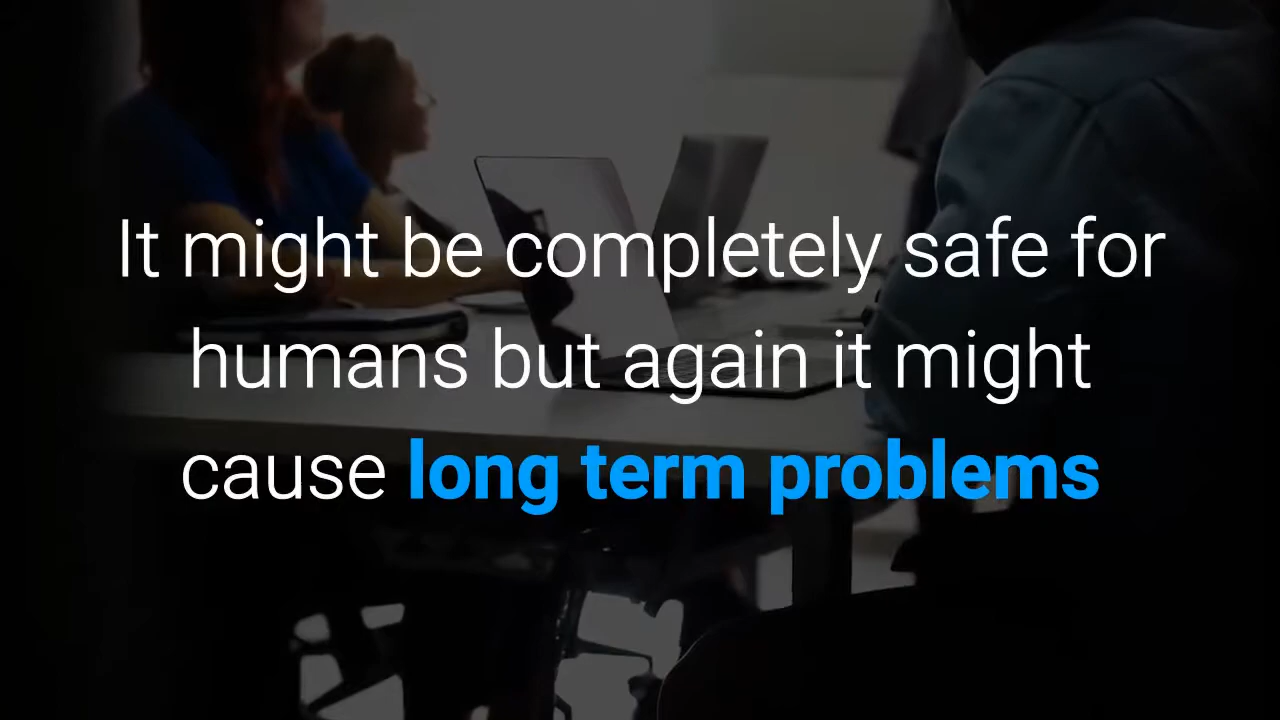 It might be completely safe for
humans but again it might
cause long term problems